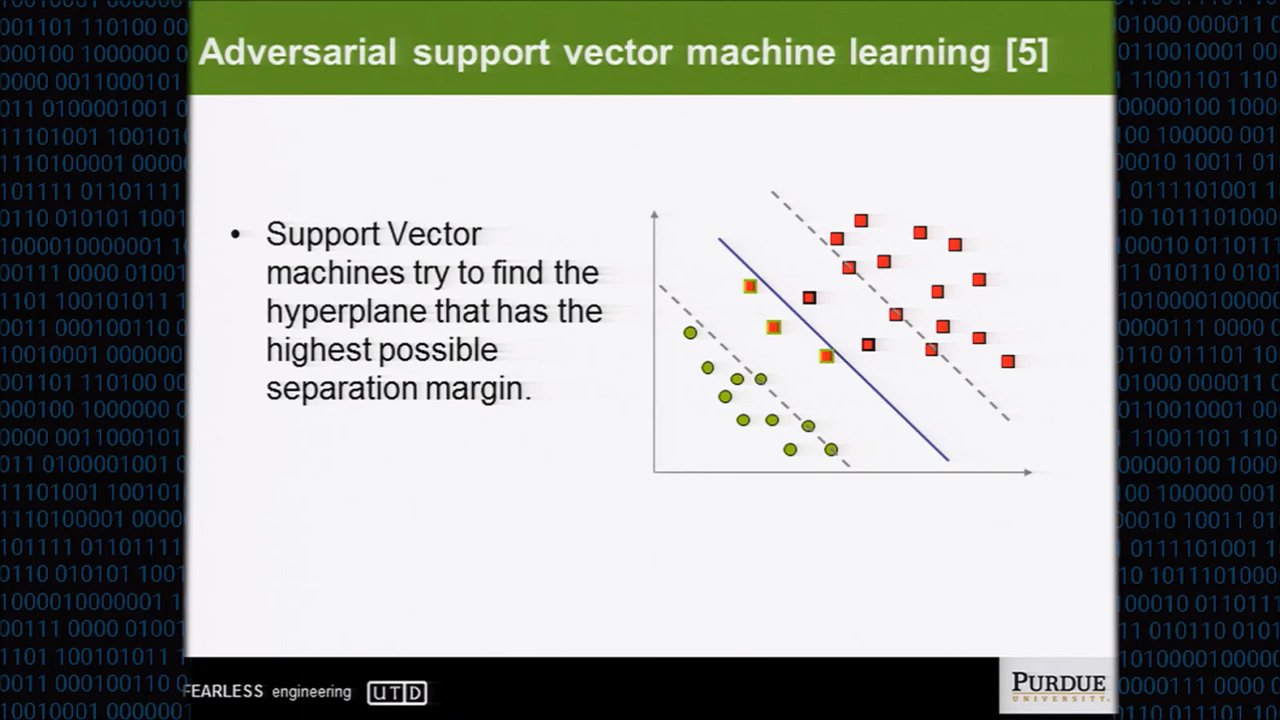 Adversarial support vector machine learning [5]
• Support Vector
machines try to find the
hyperplane that has the
highest possible
separation margin.
FEARLESS engineering UTD
PURDUE
UNIVERSITY